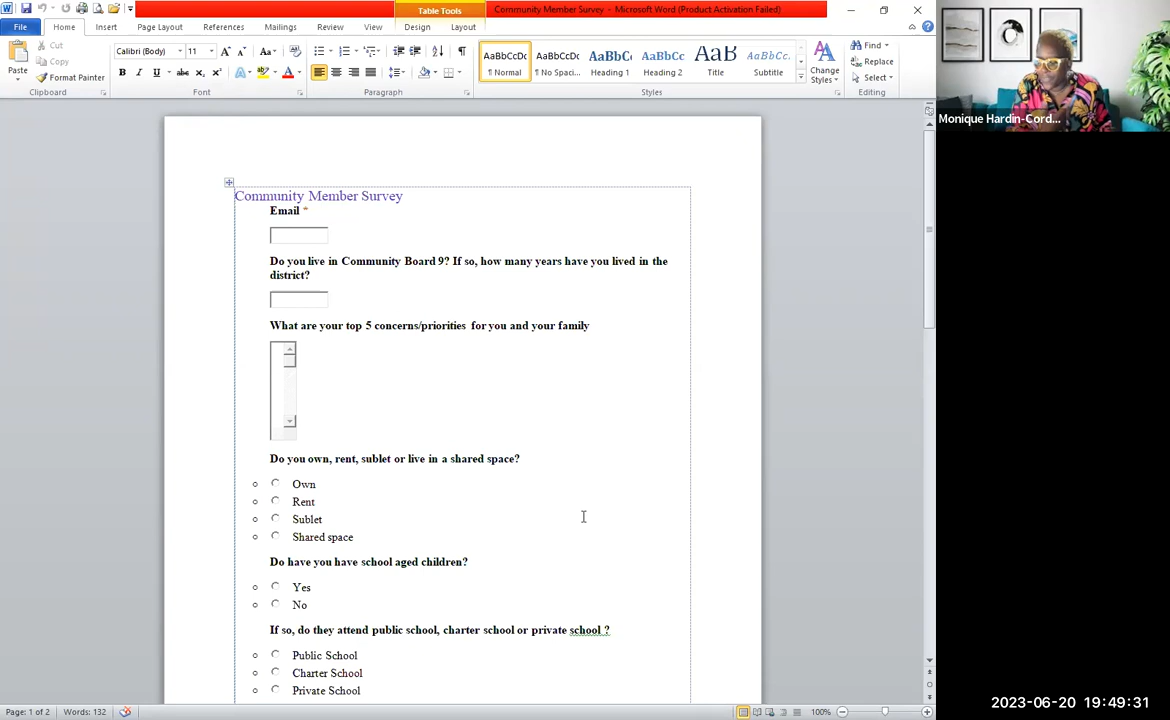 Table Tools
Community Member Survey - Microsoft Word (Product Activation Failed)
File Home Insert Page Layout References Mailings Review View Design Layout
Cut
Copy
Paste
Format Painter
Clipboard
Calibri (Body) 11
Font
Paragraph
AaBbCcDc AaBbCcDc AaBbCc AaBbCc AaB AaBbCc.
¶ Normal ¶ No Spaci... Heading 1 Heading 2 Title Subtitle
Change
Styles
Styles
Find
Replace
Select
Editing
Monique Hardin-Cord...
Community Member Survey
Email *
Do you live in Community Board 9? If so, how many years have you lived in the
district?
What are your top 5 concerns/priorities for you and your family
Do you own, rent, sublet or live in a shared space?
Own
Rent
Sublet
Shared space
Do have you have school aged children?
Yes
No
If so, do they attend public school, charter school or private school ?
Public School
Charter School
Private School
2023-06-20 19:49:31
Page: 1 of 2 Words: 132
100%